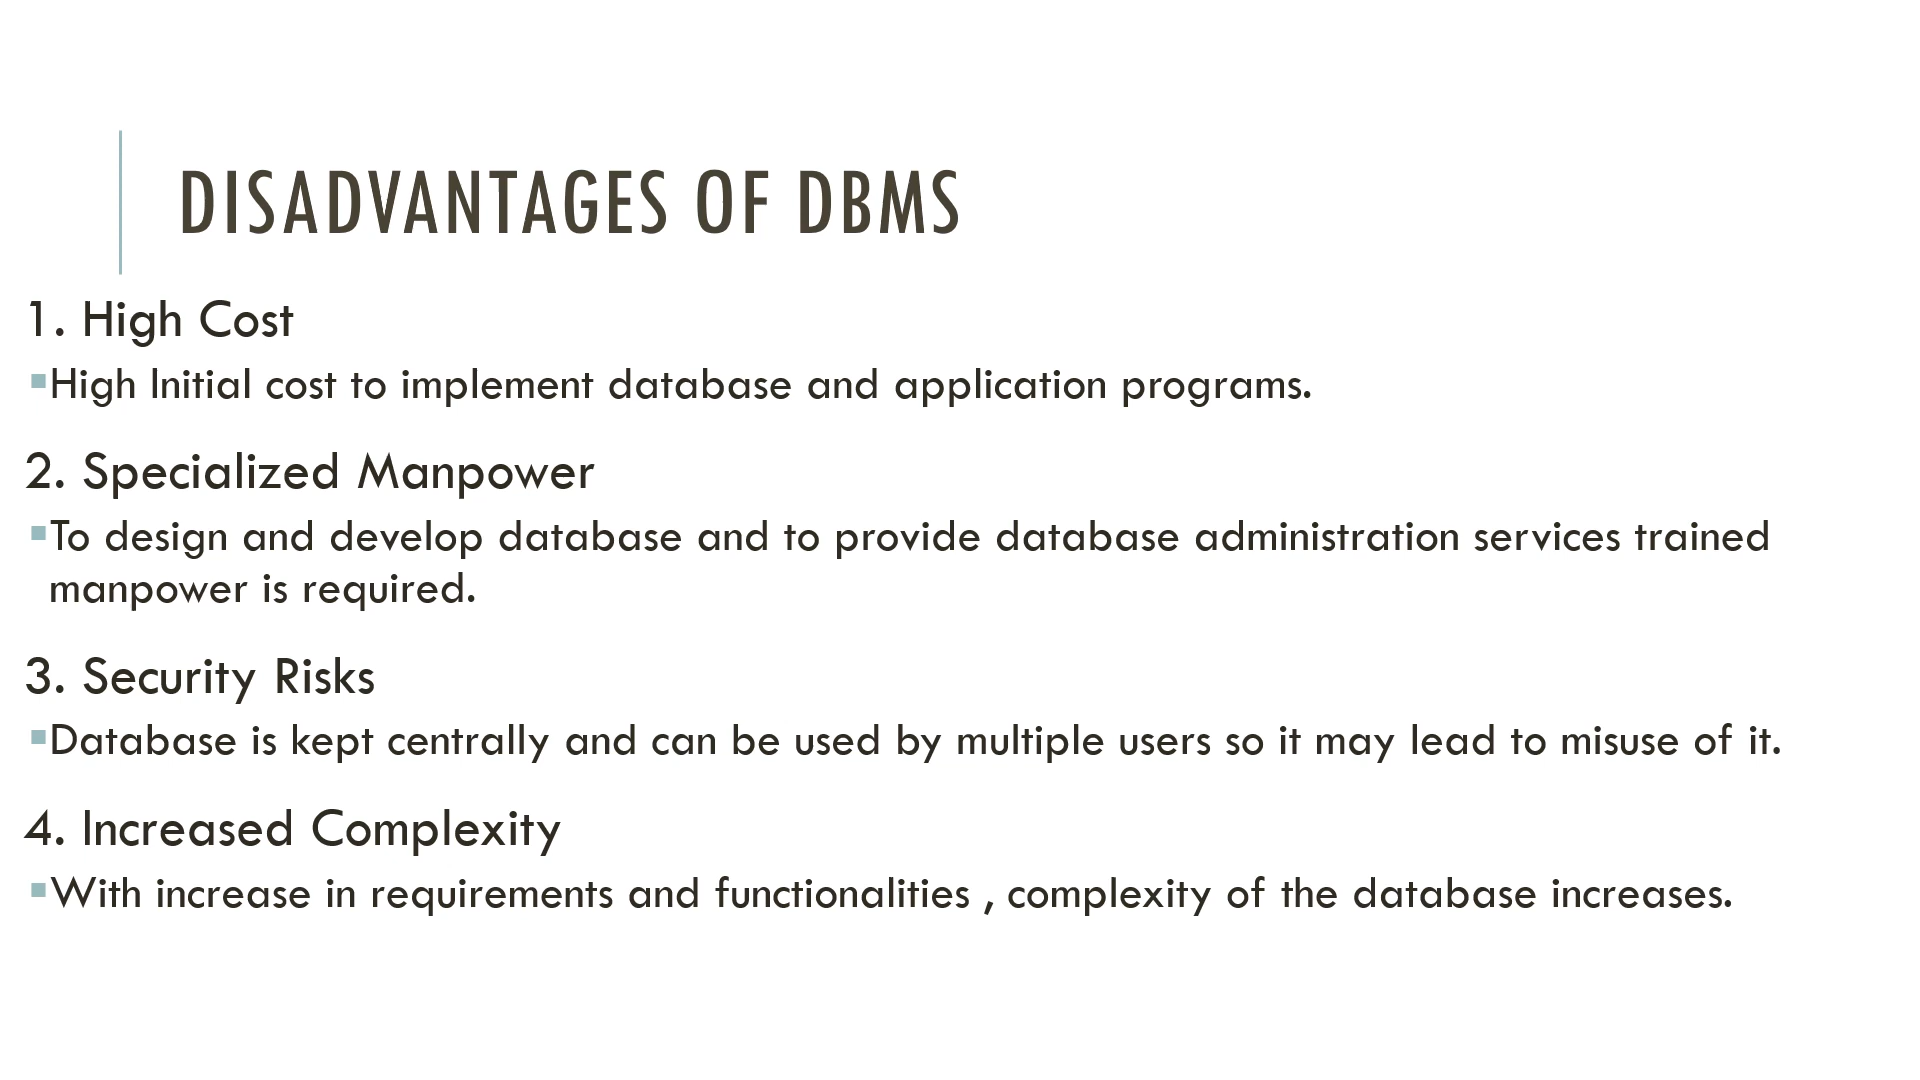 DISADVANTAGES OF DBMS
1. High Cost
▪High Initial cost to implement database and application programs.
2. Specialized Manpower
▪To design and develop database and to provide database administration services trained
manpower is required.
3. Security Risks
▪Database is kept centrally and can be used by multiple users so it may lead to misuse of it.
4. Increased Complexity
▪With increase in requirements and functionalities , complexity of the database increases.